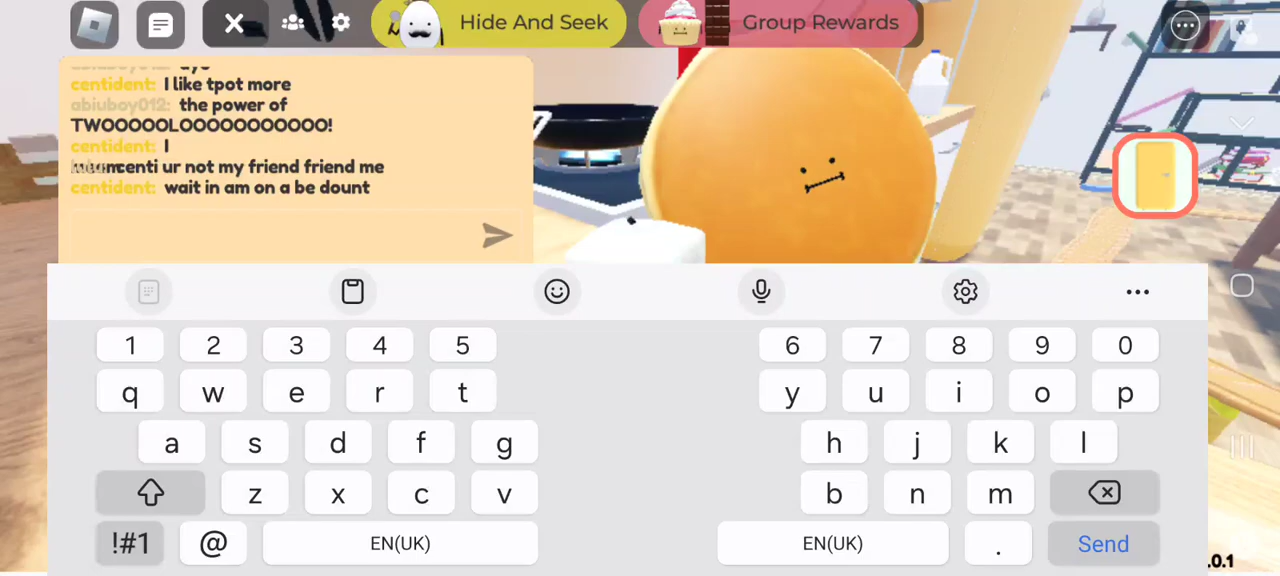 Hide And Seek
Group Rewards
centident: I like tpot more
abiuboy012: the power of
TWOOOOOLOOOOOOOOOOO!
centident: I
centi ur not my friend friend me
centident: wait in am on a be dount
1 2 3 4 5 6 7 8 9 0
q w e r t y u i o p
a s d f g h j k l
z x c v b n m
!#1 @ EN(UK) EN(UK) . Send
.0.1